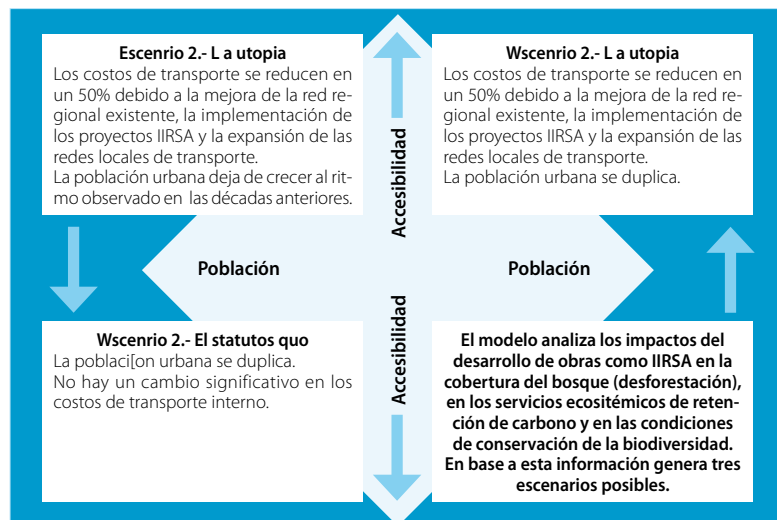 Escenrio 2.- L a utopia
Los costos de transporte se reducen en
un 50% debido a la mejora de la red re-
gional existente, la implementación de
los proyectos IIRSA y la expansión de las
redes locales de transporte.
La población urbana deja de crecer al rit-
mo observado en las décadas anteriores.
Accesibilidad
Wscenrio 2.- L a utopia
Los costos de transporte se reducen en
un 50% debido a la mejora de la red re-
gional existente, la implementación de
los proyectos IIRSA y la expansión de las
redes locales de transporte.
La población urbana se duplica.
Población
Población
Wscenrio 2.- El statutos quo
La poblaci[on urbana se duplica.
No hay un cambio significativo en los
costos de transporte interno.
Accesibilidad
El modelo analiza los impactos del
desarrollo de obras como IIRSA en la
cobertura del bosque (desforestación),
en los servicios ecositémicos de reten-
ción de carbono y en las condiciones
de conservación de la biodiversidad.
En base a esta información genera tres
escenarios posibles.